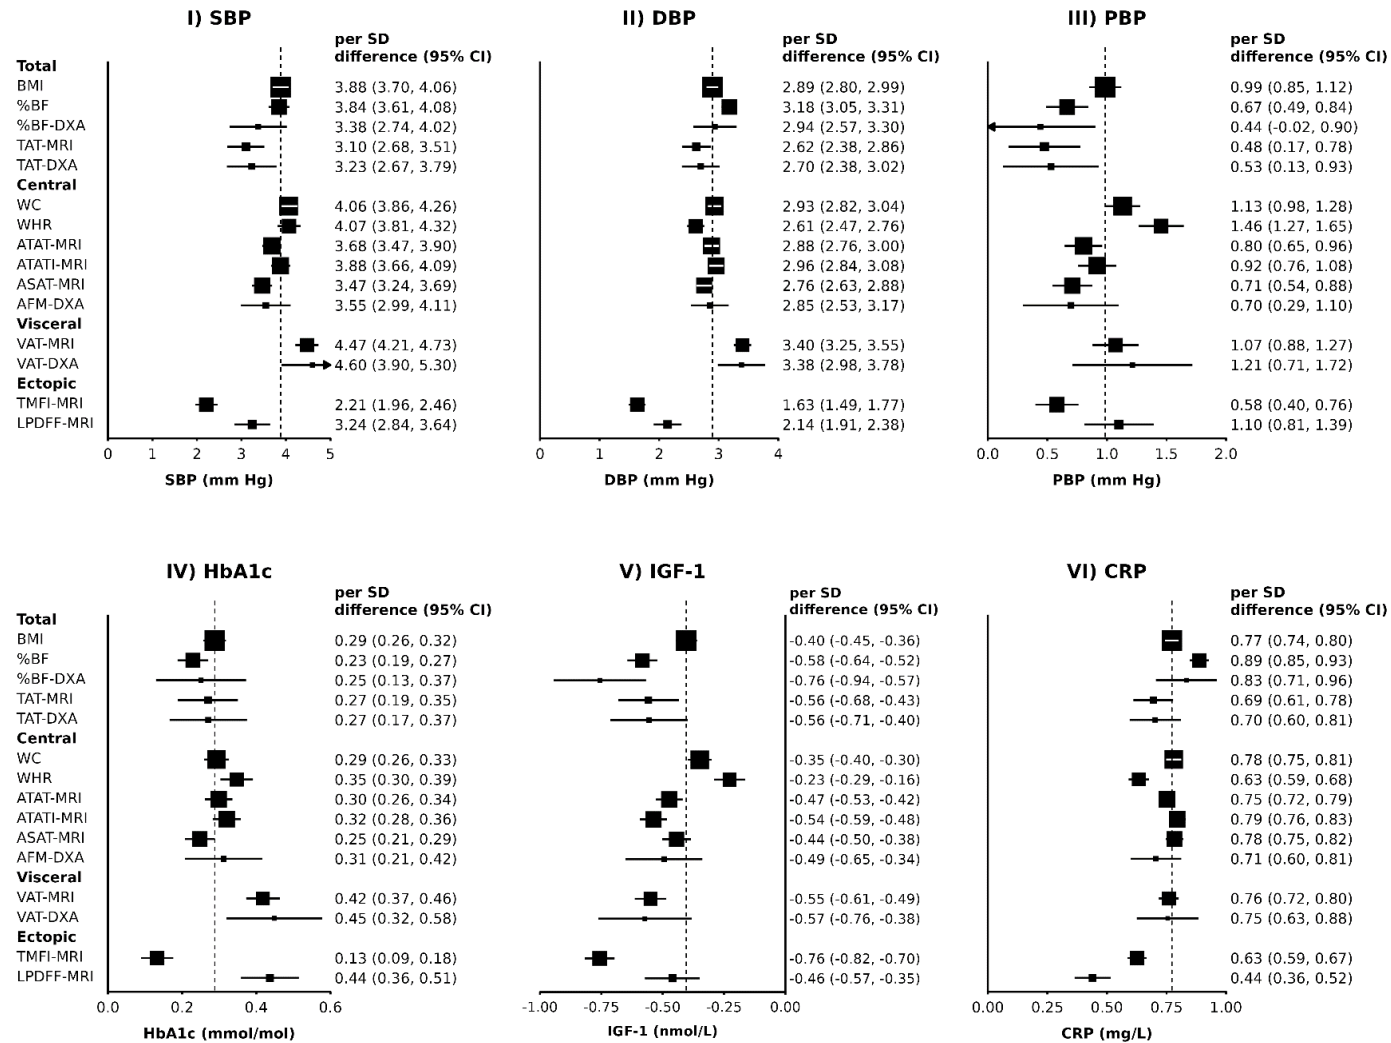 I) SBP
per SD
difference (95% CI)
Total
BMI 3.88 (3.70, 4.06)
%BF 3.84 (3.61, 4.08)
%BF-DXA 3.38 (2.74, 4.02)
TAT-MRI 3.10 (2.68, 3.51)
TAT-DXA 3.23 (2.67, 3.79)
Central
WC 4.06 (3.86, 4.26)
WHR 4.07 (3.81, 4.32)
ATAT-MRI 3.68 (3.47, 3.90)
ATATI-MRI 3.88 (3.66, 4.09)
ASAT-MRI 3.47 (3.24, 3.69)
AFM-DXA 3.55 (2.99, 4.11)
Visceral
VAT-MRI 4.47 (4.21, 4.73)
VAT-DXA 4.60 (3.90, 5.30)
Ectopic
TMFI-MRI 2.21 (1.96, 2.46)
LPDFF-MRI 3.24 (2.84, 3.64)
0 1 2 3 4 5
SBP (mm Hg)
II) DBP
per SD
difference (95% CI)
2.89 (2.80, 2.99)
3.18 (3.05, 3.31)
2.94 (2.57, 3.30)
2.62 (2.38, 2.86)
2.70 (2.38, 3.02)
2.93 (2.82, 3.04)
2.61 (2.47, 2.76)
2.88 (2.76, 3.00)
2.96 (2.84, 3.08)
2.76 (2.63, 2.88)
2.85 (2.53, 3.17)
3.40 (3.25, 3.55)
3.38 (2.98, 3.78)
1.63 (1.49, 1.77)
2.14 (1.91, 2.38)
0 1 2 3 4
DBP (mm Hg)
III) PBP
per SD
difference (95% CI)
0.99 (0.85, 1.12)
0.67 (0.49, 0.84)
0.44 (-0.02, 0.90)
0.48 (0.17, 0.78)
0.53 (0.13, 0.93)
1.13 (0.98, 1.28)
1.46 (1.27, 1.65)
0.80 (0.65, 0.96)
0.92 (0.76, 1.08)
0.71 (0.54, 0.88)
0.70 (0.29, 1.10)
1.07 (0.88, 1.27)
1.21 (0.71, 1.72)
0.58 (0.40, 0.76)
1.10 (0.81, 1.39)
0.0 0.5 1.0 1.5 2.0
PBP (mm Hg)
IV) HbA1c
per SD
difference (95% CI)
Total
BMI 0.29 (0.26, 0.32)
%BF 0.23 (0.19, 0.27)
%BF-DXA 0.25 (0.13, 0.37)
TAT-MRI 0.27 (0.19, 0.35)
TAT-DXA 0.27 (0.17, 0.37)
Central
WC 0.29 (0.26, 0.33)
WHR 0.35 (0.30, 0.39)
ATAT-MRI 0.30 (0.26, 0.34)
ATATI-MRI 0.32 (0.28, 0.36)
ASAT-MRI 0.25 (0.21, 0.29)
AFM-DXA 0.31 (0.21, 0.42)
Visceral
VAT-MRI 0.42 (0.37, 0.46)
VAT-DXA 0.45 (0.32, 0.58)
Ectopic
TMFI-MRI 0.13 (0.09, 0.18)
LPDFF-MRI 0.44 (0.36, 0.51)
0.0 0.2 0.4 0.6
HbA1c (mmol/mol)
V) IGF-1
per SD
difference (95% CI)
-0.40 (-0.45, -0.36)
-0.58 (-0.64, -0.52)
-0.76 (-0.94, -0.57)
-0.56 (-0.68, -0.43)
-0.56 (-0.71, -0.40)
-0.35 (-0.40, -0.30)
-0.23 (-0.29, -0.16)
-0.47 (-0.53, -0.42)
-0.54 (-0.59, -0.48)
-0.44 (-0.50, -0.38)
-0.49 (-0.65, -0.34)
-0.55 (-0.61, -0.49)
-0.57 (-0.76, -0.38)
-0.76 (-0.82, -0.70)
-0.46 (-0.57, -0.35)
-1.00 -0.75 -0.50 -0.25 0.00
IGF-1 (nmol/L)
VI) CRP
per SD
difference (95% CI)
0.77 (0.74, 0.80)
0.89 (0.85, 0.93)
0.83 (0.71, 0.96)
0.69 (0.61, 0.78)
0.70 (0.60, 0.81)
0.78 (0.75, 0.81)
0.63 (0.59, 0.68)
0.75 (0.72, 0.79)
0.79 (0.76, 0.83)
0.78 (0.75, 0.82)
0.71 (0.60, 0.81)
0.76 (0.72, 0.80)
0.75 (0.63, 0.88)
0.63 (0.59, 0.67)
0.44 (0.36, 0.52)
0.00 0.25 0.50 0.75 1.00
CRP (mg/L)